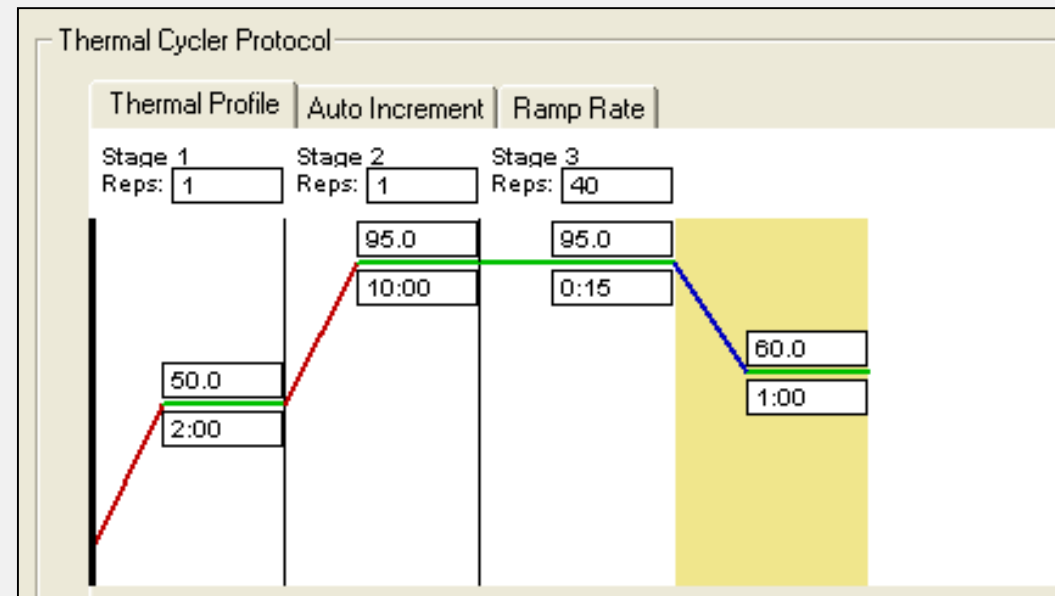 Thermal Cycler Protocol
Thermal Profile Auto Increment Ramp Rate
Stage 1 Stage 2 Stage 3
Reps: 1 Reps: 1 Reps: 40
95.0 95.0
10:00 0:15
60.0
50.0
1:00
2:00